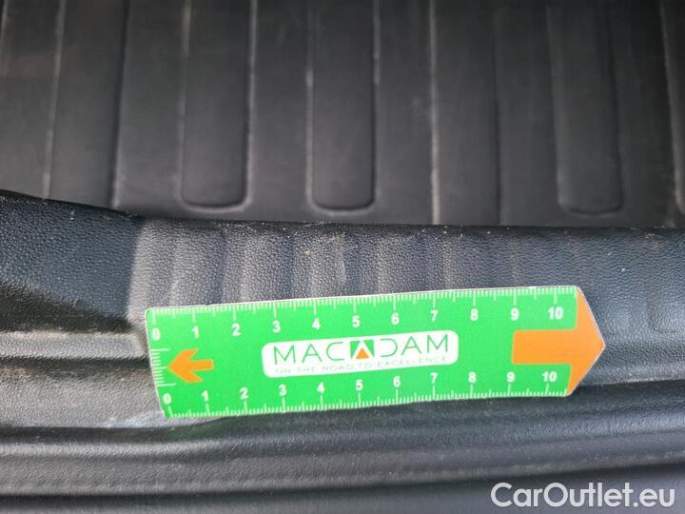 0 1 2 3 4 5 6 7 8 9 10
MACADAM
ON THE ROAD TO EXCELLENCE
0 1 2 3 4 5 6 7 8 9 10
CarOutlet.eu